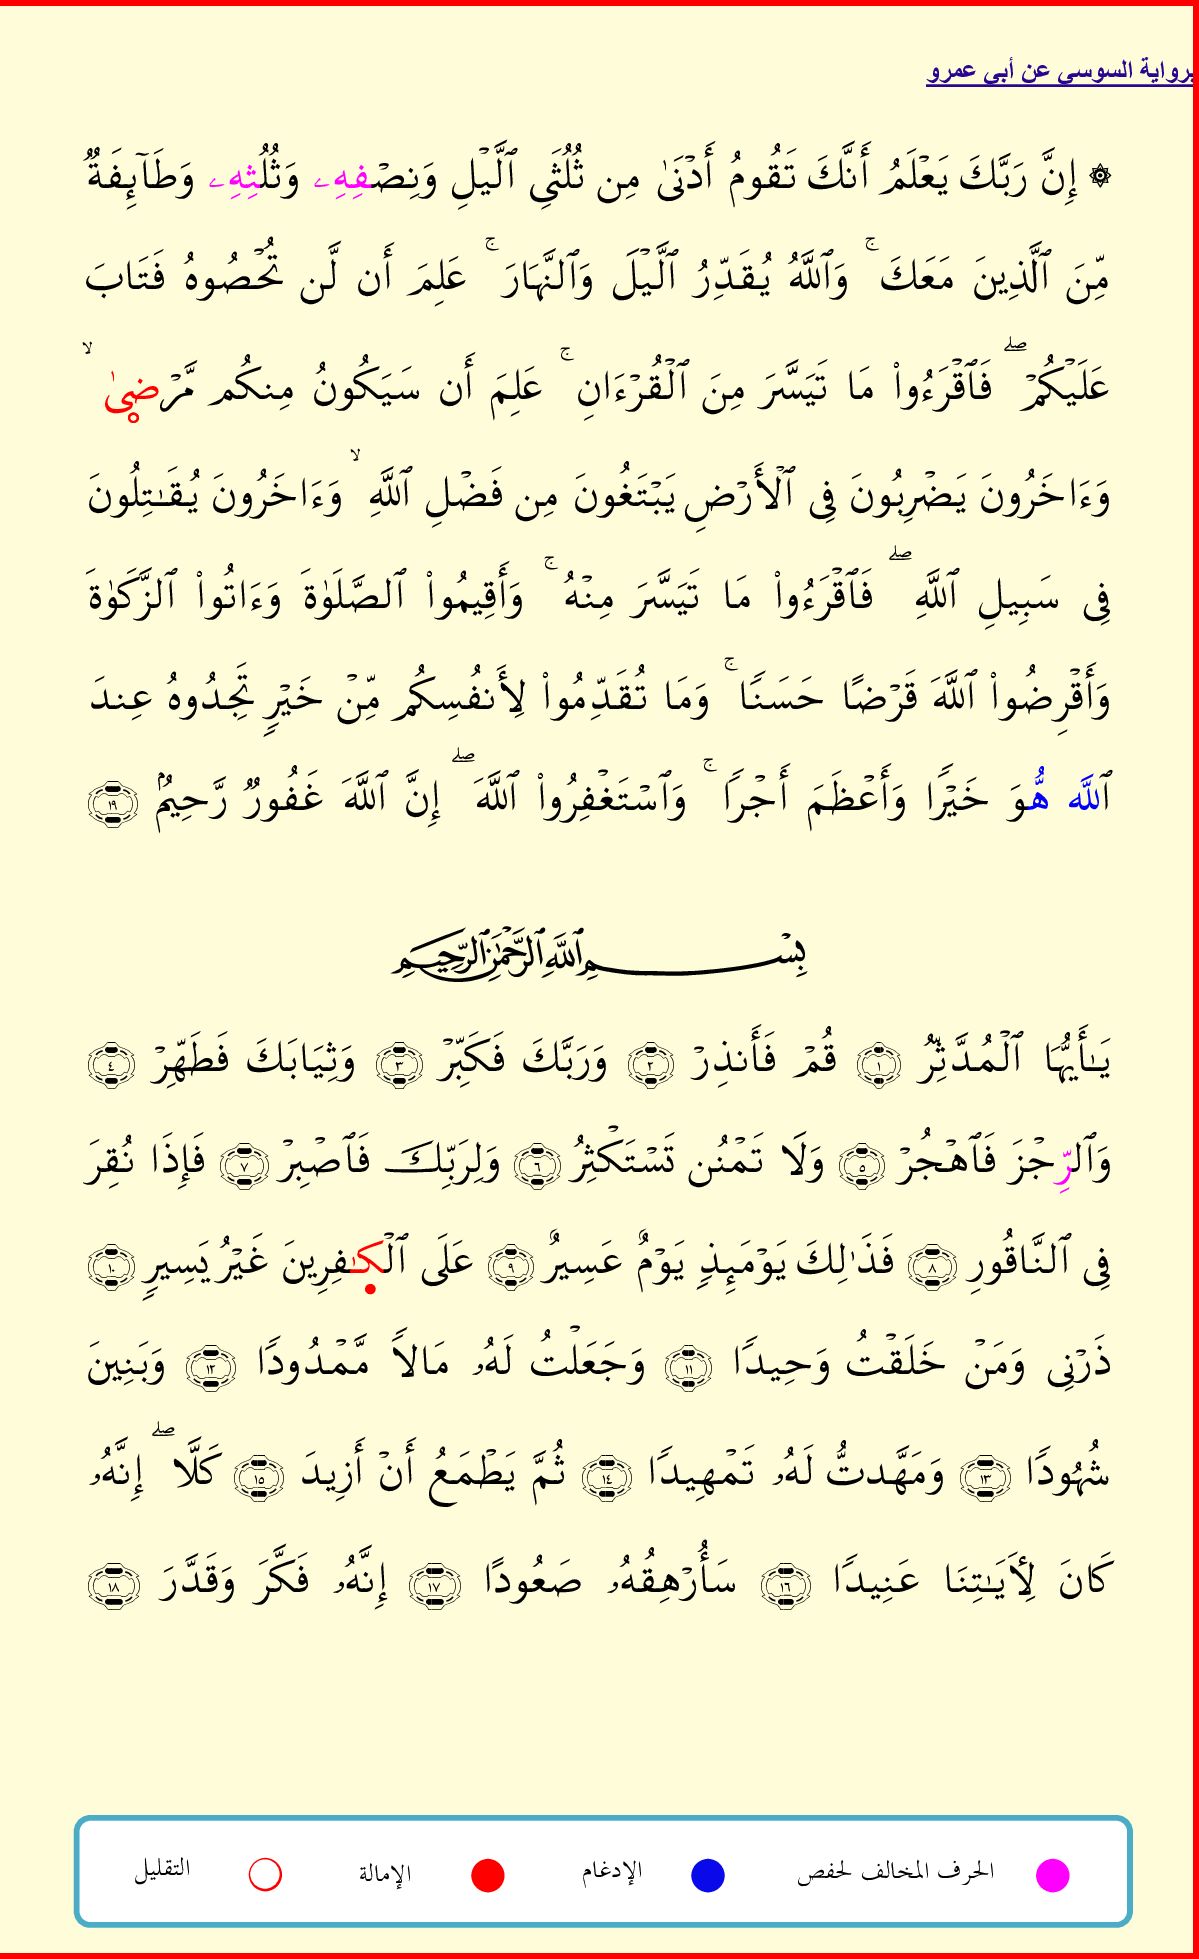 برواية السوسي عن أبي عمرو
۞ إِنَّ رَبَّكَ يَعْلَمُ أَنَّكَ تَقُومُ أَدْنَىٰ مِن ثُلُثَىِ ٱلَّيْلِ وَنِصْفِهِۦ وَثُلُثِهِۦ وَطَآئِفَةٌ
مِّنَ ٱلَّذِينَ مَعَكَ ۚ وَٱللَّهُ يُقَدِّرُ ٱلَّيْلَ وَٱلنَّهَارَ ۚ عَلِمَ أَن لَّن تُحْصُوهُ فَتَابَ
عَلَيْكُمْ ۖ فَٱقْرَءُوا۟ مَا تَيَسَّرَ مِنَ ٱلْقُرْءَانِ ۚ عَلِمَ أَن سَيَكُونُ مِنكُم مَّرْضىٰ ۙ
وَءَاخَرُونَ يَضْرِبُونَ فِى ٱلْأَرْضِ يَبْتَغُونَ مِن فَضْلِ ٱللَّهِ ۙ وَءَاخَرُونَ يُقَـٰتِلُونَ
فِى سَبِيلِ ٱللَّهِ ۖ فَٱقْرَءُوا۟ مَا تَيَسَّرَ مِنْهُ ۚ وَأَقِيمُوا۟ ٱلصَّلَوٰةَ وَءَاتُوا۟ ٱلزَّكَوٰةَ
وَأَقْرِضُوا۟ ٱللَّهَ قَرْضًا حَسَنًا ۚ وَمَا تُقَدِّمُوا۟ لِأَنفُسِكُم مِّنْ خَيْرٍ تَجِدُوهُ عِندَ
ٱللَّه هُّوَ خَيْرًا وَأَعْظَمَ أَجْرًا ۚ وَٱسْتَغْفِرُوا۟ ٱللَّهَ ۖ إِنَّ ٱللَّهَ غَفُورٌ رَّحِيمٌۢ ١٩
بِسْمِ ٱللَّهِ ٱلرَّحْمَٰنِ ٱلرَّحِيمِ
يَـٰٓأَيُّهَا ٱلْمُدَّثِّرُ ١ قُمْ فَأَنذِرْ ٢ وَرَبَّكَ فَكَبِّرْ ٣ وَثِيَابَكَ فَطَهِّرْ ٤
وَٱلرِّجْزَ فَٱهْجُرْ ٥ وَلَا تَمْنُن تَسْتَكْثِرُ ٦ وَلِرَبِّكَ فَٱصْبِرْ ٧ فَإِذَا نُقِرَ
فِى ٱلنَّاقُورِ ٨ فَذَٰلِكَ يَوْمَئِذٍ يَوْمٌ عَسِيرٌ ٩ عَلَى ٱلْكَـٰفِرِينَ غَيْرُ يَسِيرٍ ١٠
ذَرْنِى وَمَنْ خَلَقْتُ وَحِيدًا ١١ وَجَعَلْتُ لَهُۥ مَالًا مَّمْدُودًا ١٢ وَبَنِينَ
شُهُودًا ١٣ وَمَهَّدتُّ لَهُۥ تَمْهِيدًا ١٤ ثُمَّ يَطْمَعُ أَنْ أَزِيدَ ١٥ كَلَّا ۖ إِنَّهُۥ
كَانَ لِأَيَـٰتِنَا عَنِيدًا ١٦ سَأُرْهِقُهُۥ صَعُودًا ١٧ إِنَّهُۥ فَكَّرَ وَقَدَّرَ ١٨
الحرف المخالف لحفص الإدغام الإمالة التقليل